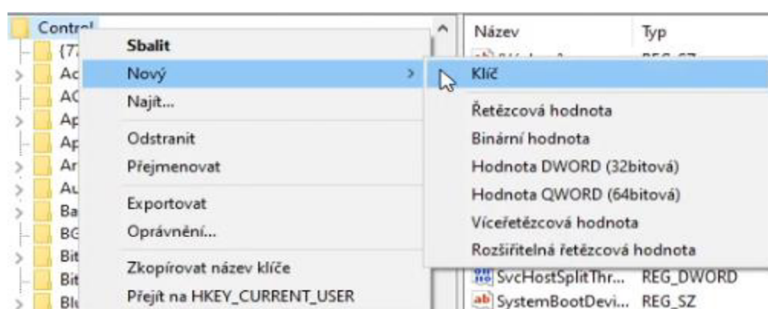 Control
Název Typ
Sbalit
Nový
Klíč
Najít...
Řetězcová hodnota
Odstranit
Binární hodnota
Přejmenovat
Hodnota DWORD (32bitová)
Hodnota QWORD (64bitová)
Exportovat
Víceřetězcová hodnota
Oprávnění...
Rozšiřitelná řetězcová hodnota
Zkopírovat název klíče
SvcHostSplitThr... REG_DWORD
Přejít na HKEY_CURRENT_USER
SystemBootDevi... REG_SZ